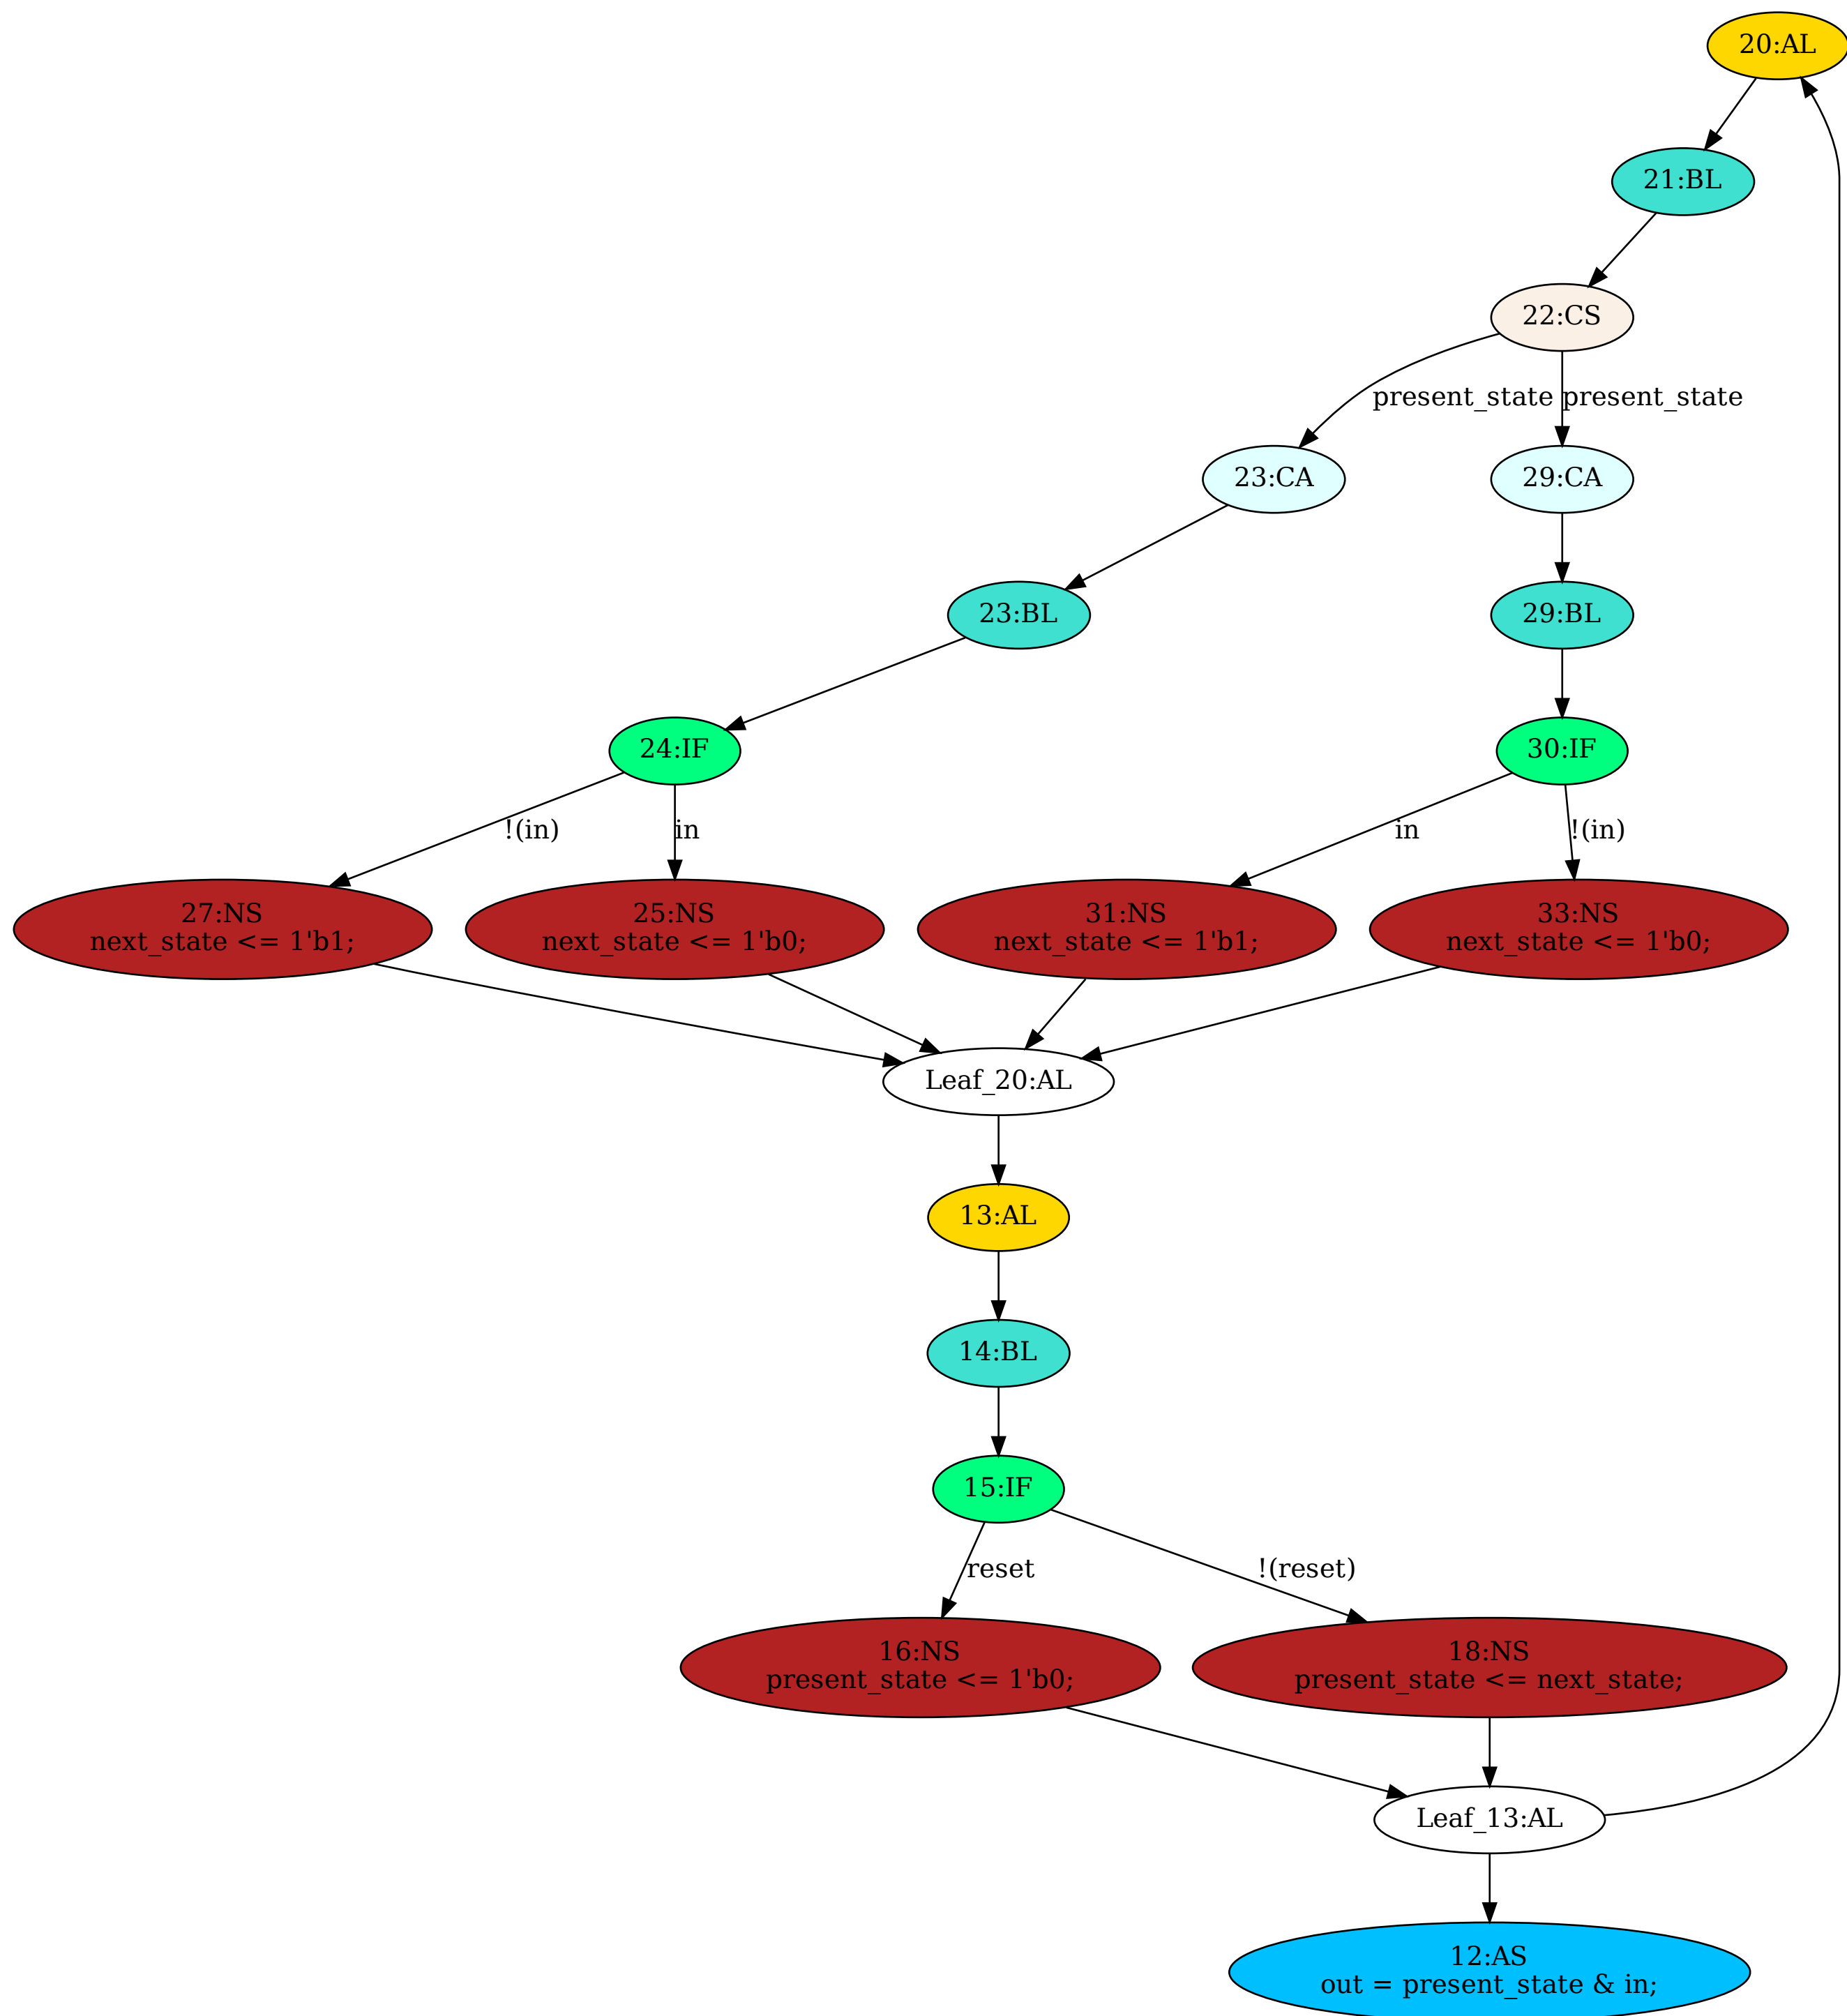 20:AL
21:BL
22:CS
present_state
present_state
23:CA
29:CA
23:BL
29:BL
24:IF
30:IF
!(in)
in
in
!(in)
27:NS
next_state <= 1'b1;
25:NS
next_state <= 1'b0;
31:NS
next_state <= 1'b1;
33:NS
next_state <= 1'b0;
Leaf_20:AL
13:AL
14:BL
15:IF
reset
!(reset)
16:NS
present_state <= 1'b0;
18:NS
present_state <= next_state;
Leaf_13:AL
12:AS
out = present_state & in;